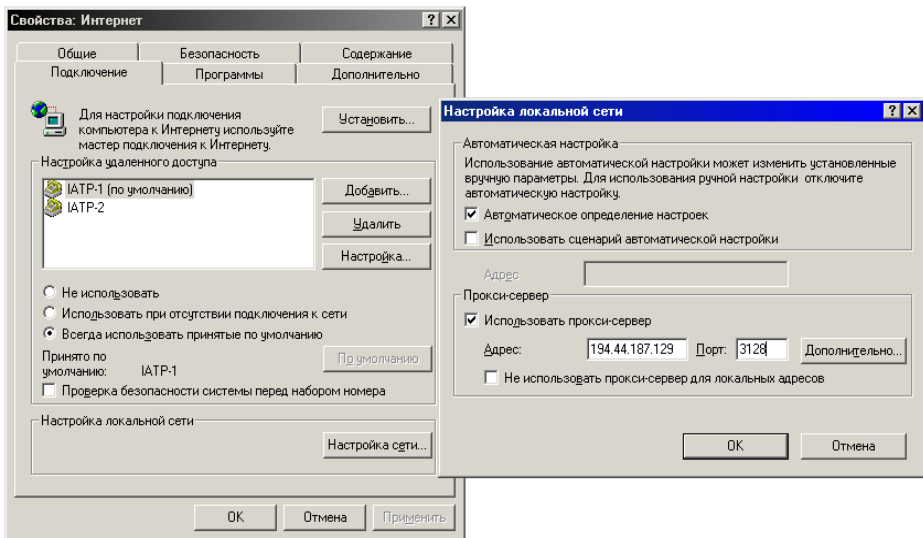 Свойства: Интернет
Общие
Безопасность
Содержание
Подключение
Программы
Дополнительно
Для настройки подключения
компьютера к Интернету используйте
мастер подключения к Интернету.
Установить...
Настройка удаленного доступа
IATP-1 (по умолчанию)
IATP-2
Добавить...
Удалить
Настройка...
Не использовать
Использовать при отсутствии подключения к сети
Всегда использовать принятые по умолчанию
Принято по
умолчанию:
IATP-1
По умолчанию
Проверка безопасности системы перед набором номера
Настройка локальной сети
Настройка сети...
OK
Отмена
Применить
Настройка локальной сети
Автоматическая настройка
Использование автоматической настройки может изменить установленные
вручную параметры. Для использования ручной настройки отключите
автоматическую настройку.
Автоматическое определение настроек
Использовать сценарий автоматической настройки
Адрес
Прокси-сервер
Использовать прокси-сервер
Адрес:
194.44.187.129
Порт:
3128
Дополнительно...
Не использовать прокси-сервер для локальных адресов
OK
Отмена